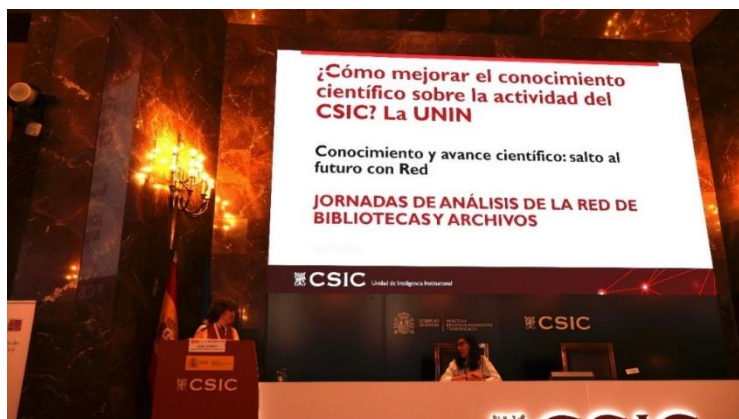 ¿Cómo mejorar el conocimiento
científico sobre la actividad del
CSIC? La UNIN
Conocimiento y avance científico: salto al
futuro con Red
JORNADAS DE ANÁLISIS DE LA RED DE
BIBLIOTECAS Y ARCHIVOS
CSIC Unidad de Inteligencia Institucional
CSIC
CSIC
CSIC